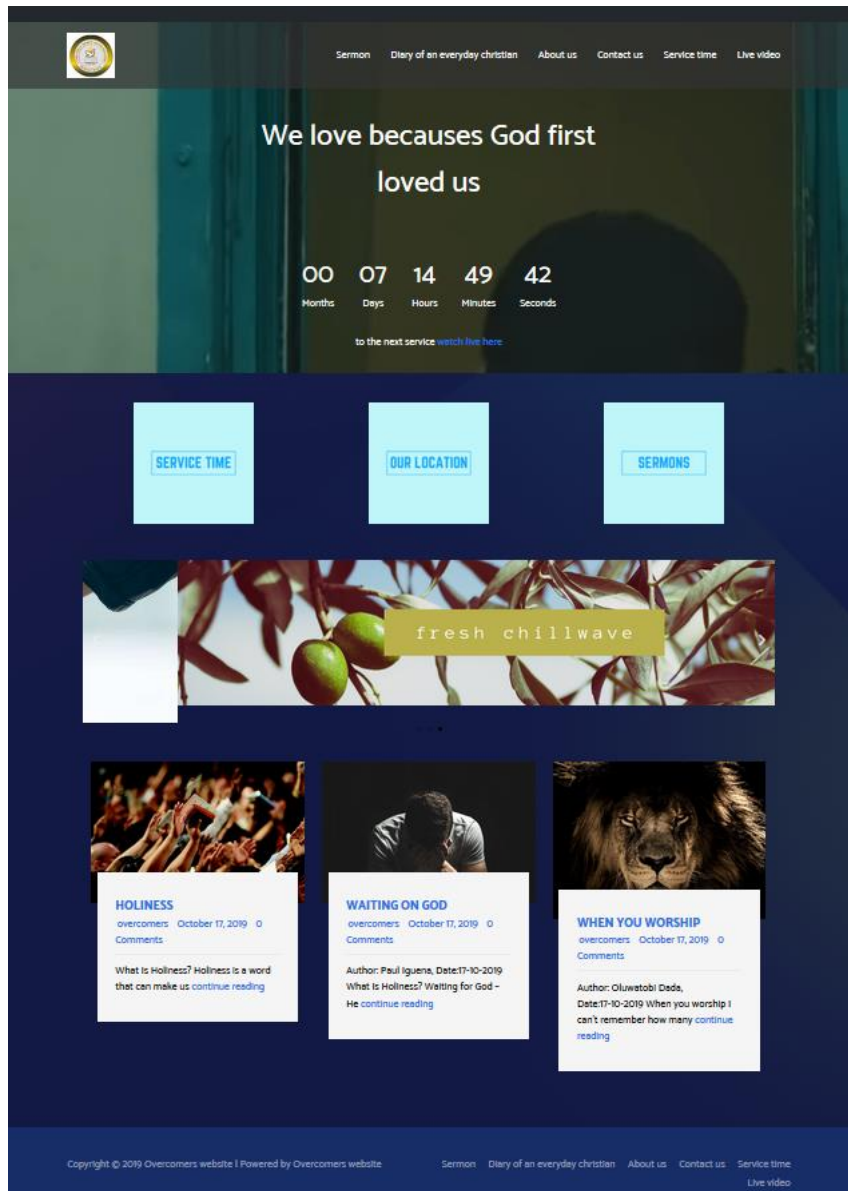 Sermon Diary of an everyday christian About us Contact us Service time Live video
We love becauses God first
loved us
00 07 14 49 42
Months Days Hours Minutes Seconds
to the next service watch live here
SERVICE TIME
OUR LOCATION
SERMONS
fresh chillwave
HOLINESS
overcomers October 17, 2019 0
Comments
What is Holiness? Holiness is a word
that can make us continue reading
WAITING ON GOD
overcomers October 17, 2019 0
Comments
Author: Paul Iguena, Date:17-10-2019
What is Holiness? Waiting for God –
He continue reading
WHEN YOU WORSHIP
overcomers October 17, 2019 0
Comments
Author: Oluwatobi Dada,
Date:17-10-2019 When you worship I
can't remember how many continue
reading
Copyright © 2019 Overcomers website | Powered by Overcomers website
Sermon Diary of an everyday christian About us Contact us Service time
Live video